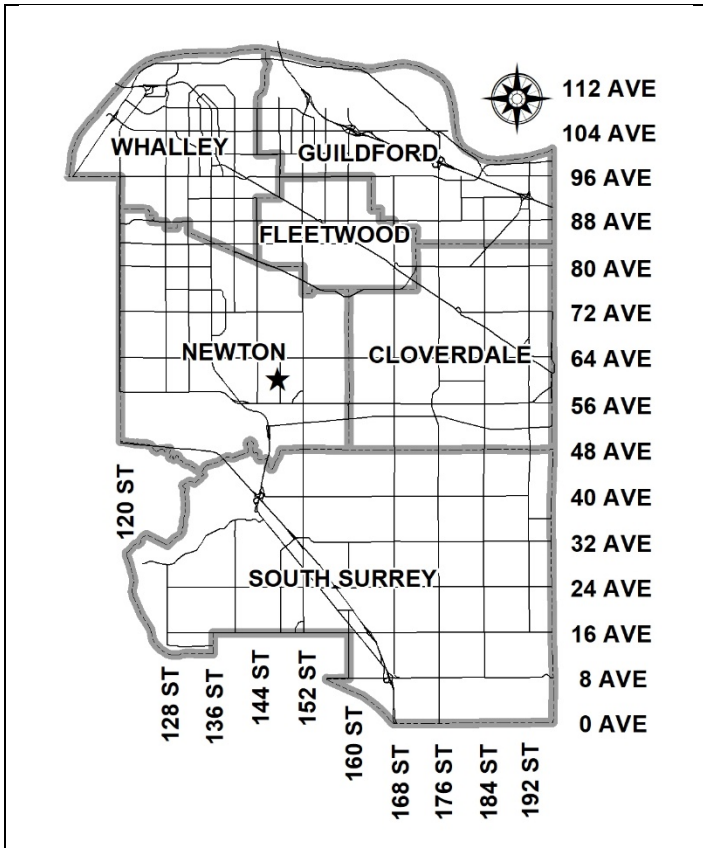 112 AVE
104 AVE
WHALLEY
GUILDFORD
96 AVE
88 AVE
FLEETWOOD
80 AVE
72 AVE
NEWTON
CLOVERDALE
64 AVE
56 AVE
48 AVE
120 ST
40 AVE
32 AVE
SOUTH SURREY
24 AVE
16 AVE
8 AVE
0 AVE
128 ST
136 ST
144 ST
152 ST
160 ST
168 ST
176 ST
184 ST
192 ST